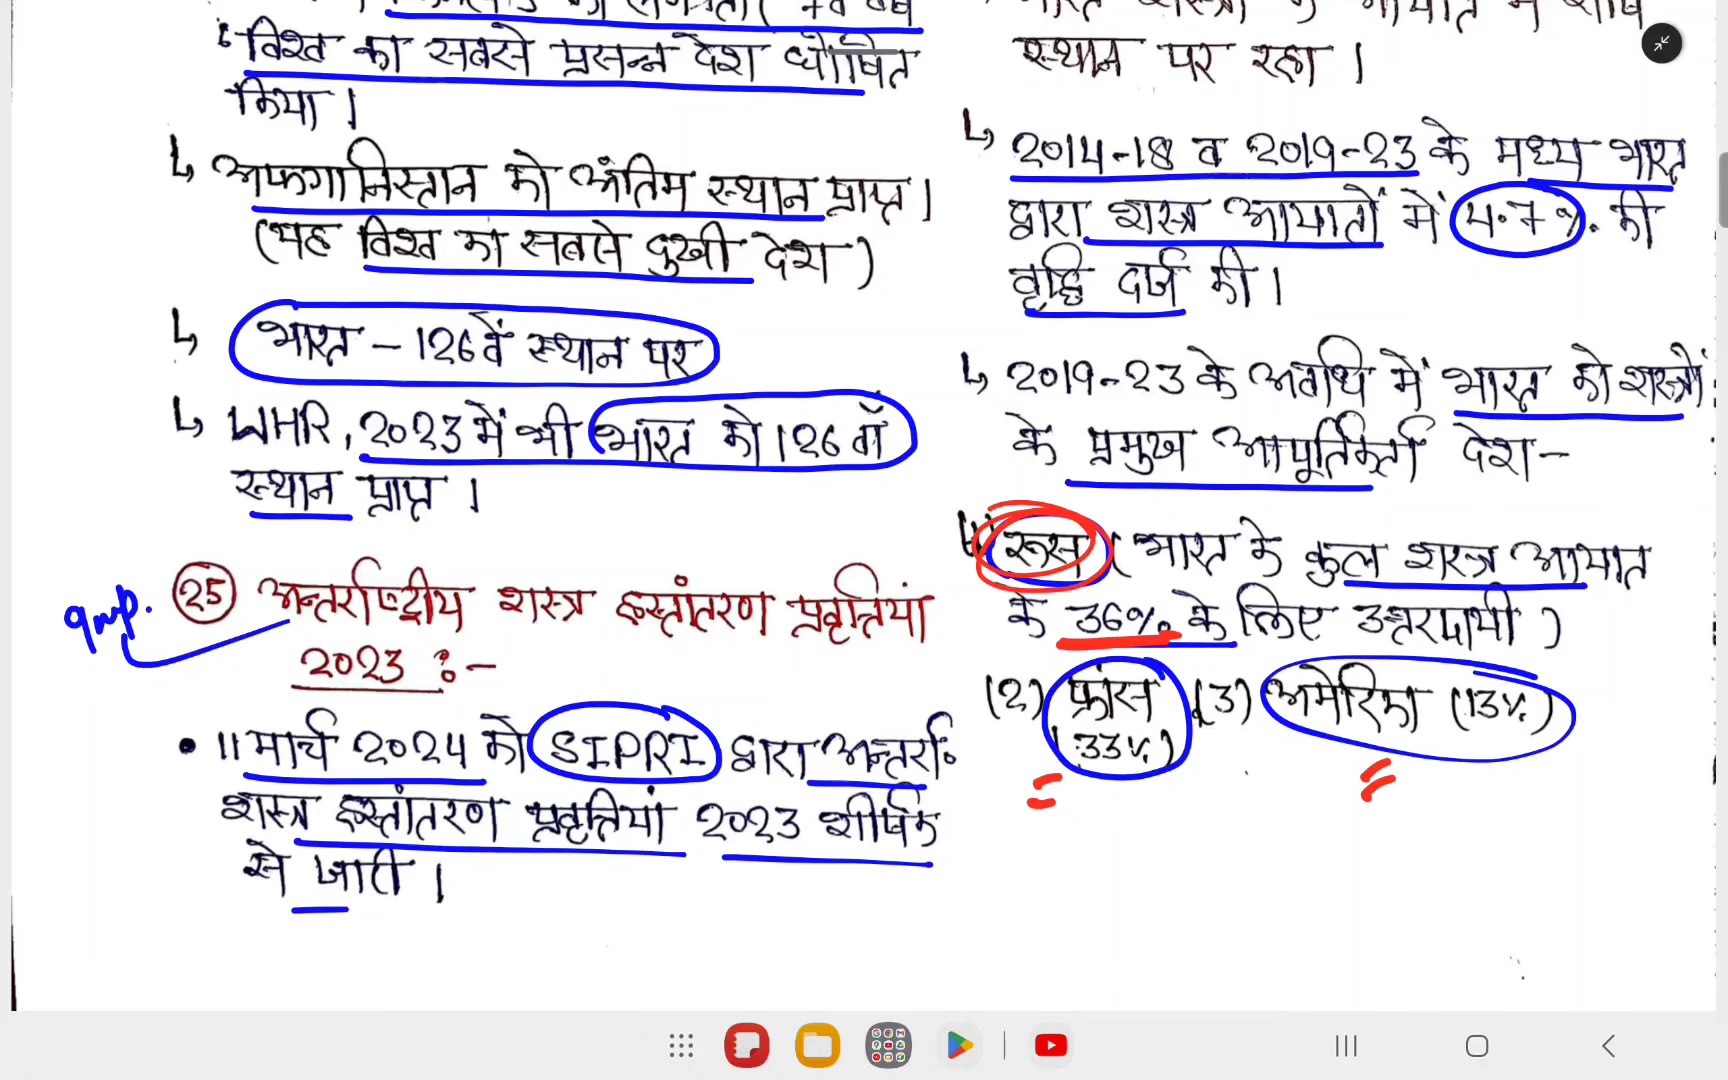 विश्व का सबसे प्रसन्न देश घोषित
किया ।
↳ अफगानिस्तान को अंतिम स्थान प्राप्त ।
(यह विश्व का सबसे दुखी देश)
↳ भारत – 126वें स्थान पर
↳ WHR, 2023 में भी भारत को 126 वाँ
स्थान प्राप्त ।
Imp. (25) अन्तर्राष्ट्रीय शस्त्र हस्तांतरण प्रवृत्तियां
2023 :-
• 11 मार्च 2024 को SIPRI द्वारा अन्तर्रा॰
शस्त्र हस्तांतरण प्रवृत्तियां 2023 शीर्षक
से जारी ।
स्थान पर रहा ।
↳ 2014-18 व 2019-23 के मध्य भारत
द्वारा शस्त्र आयातों में 4.7%. की
वृद्धि दर्ज की ।
↳ 2019-23 के अवधि में भारत को शस्त्रों
के प्रमुख आपूर्तिकर्ता देश–
रूस (भारत के कुल शस्त्र आयात
के 36% के लिए उत्तरदायी )
(2) फ्रांस (3) अमेरिका (13%)
(33%)